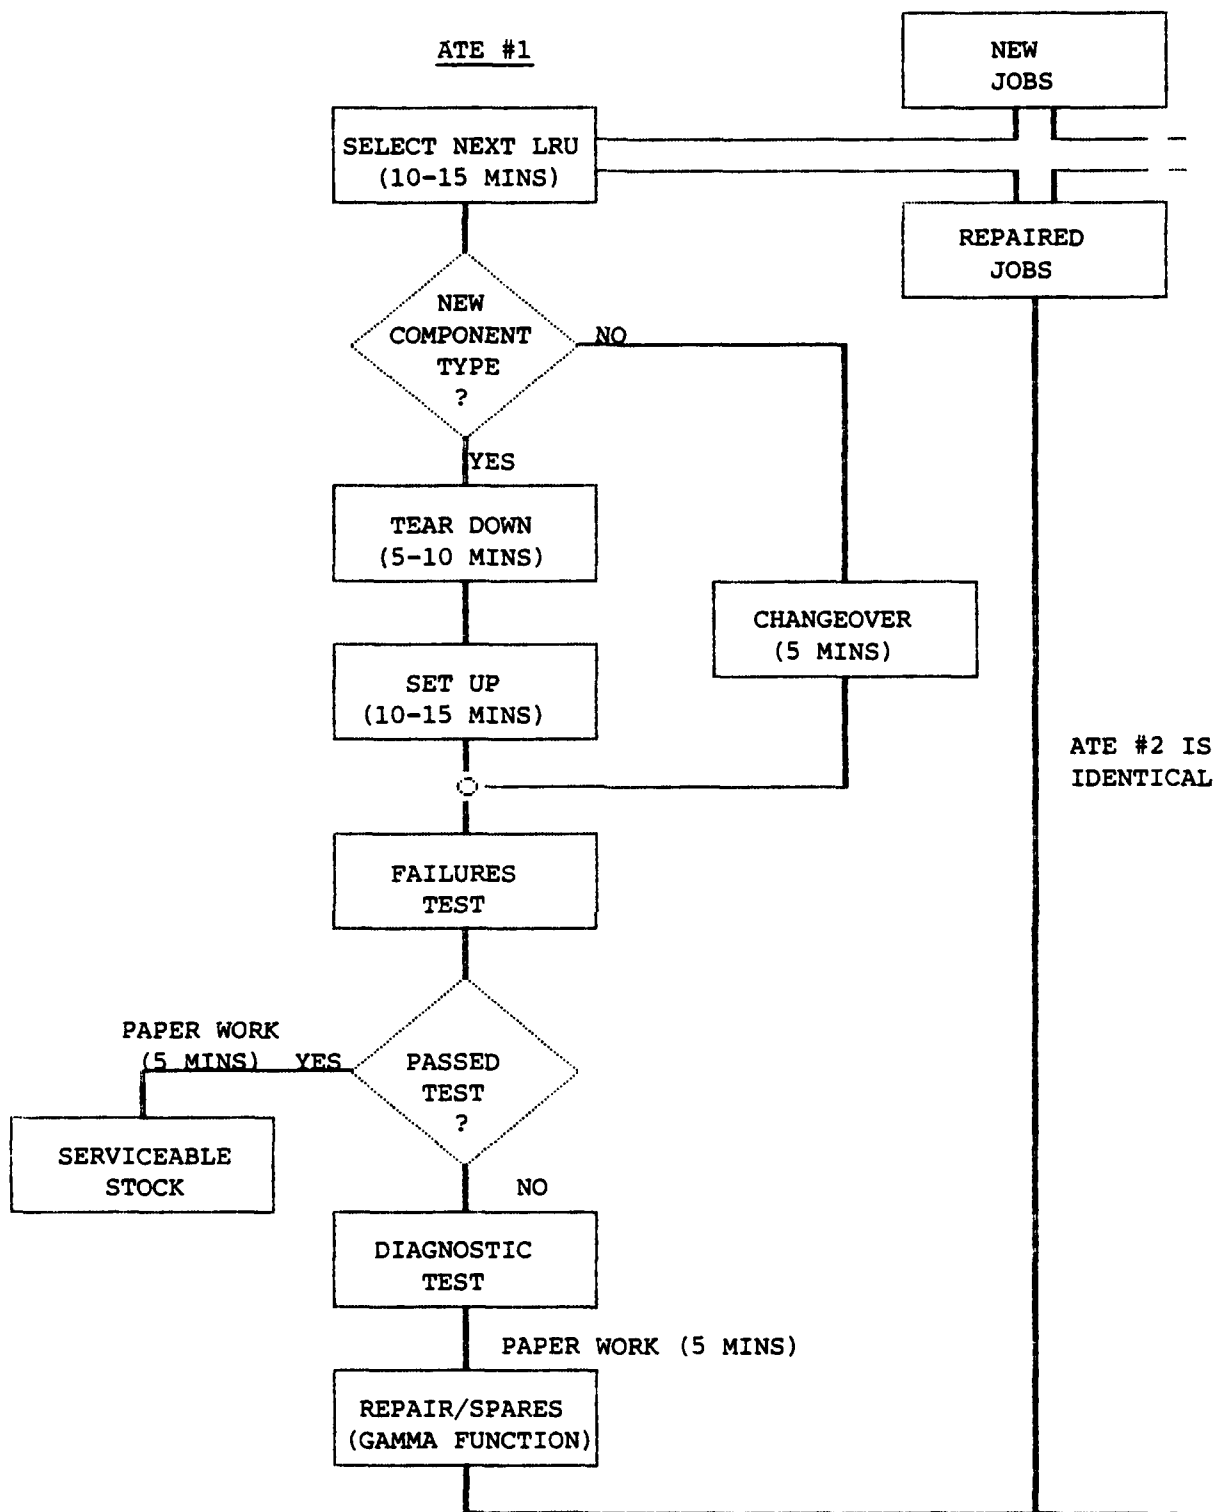 ATE #1
NEW
JOBS
SELECT NEXT LRU
(10-15 MINS)
REPAIRED
JOBS
NEW
COMPONENT
TYPE
?
NO
YES
TEAR DOWN
(5-10 MINS)
CHANGEOVER
(5 MINS)
SET UP
(10-15 MINS)
ATE #2 IS
IDENTICAL
FAILURES
TEST
PAPER WORK
(5 MINS) YES
PASSED
TEST
?
SERVICEABLE
STOCK
NO
DIAGNOSTIC
TEST
PAPER WORK (5 MINS)
REPAIR/SPARES
(GAMMA FUNCTION)